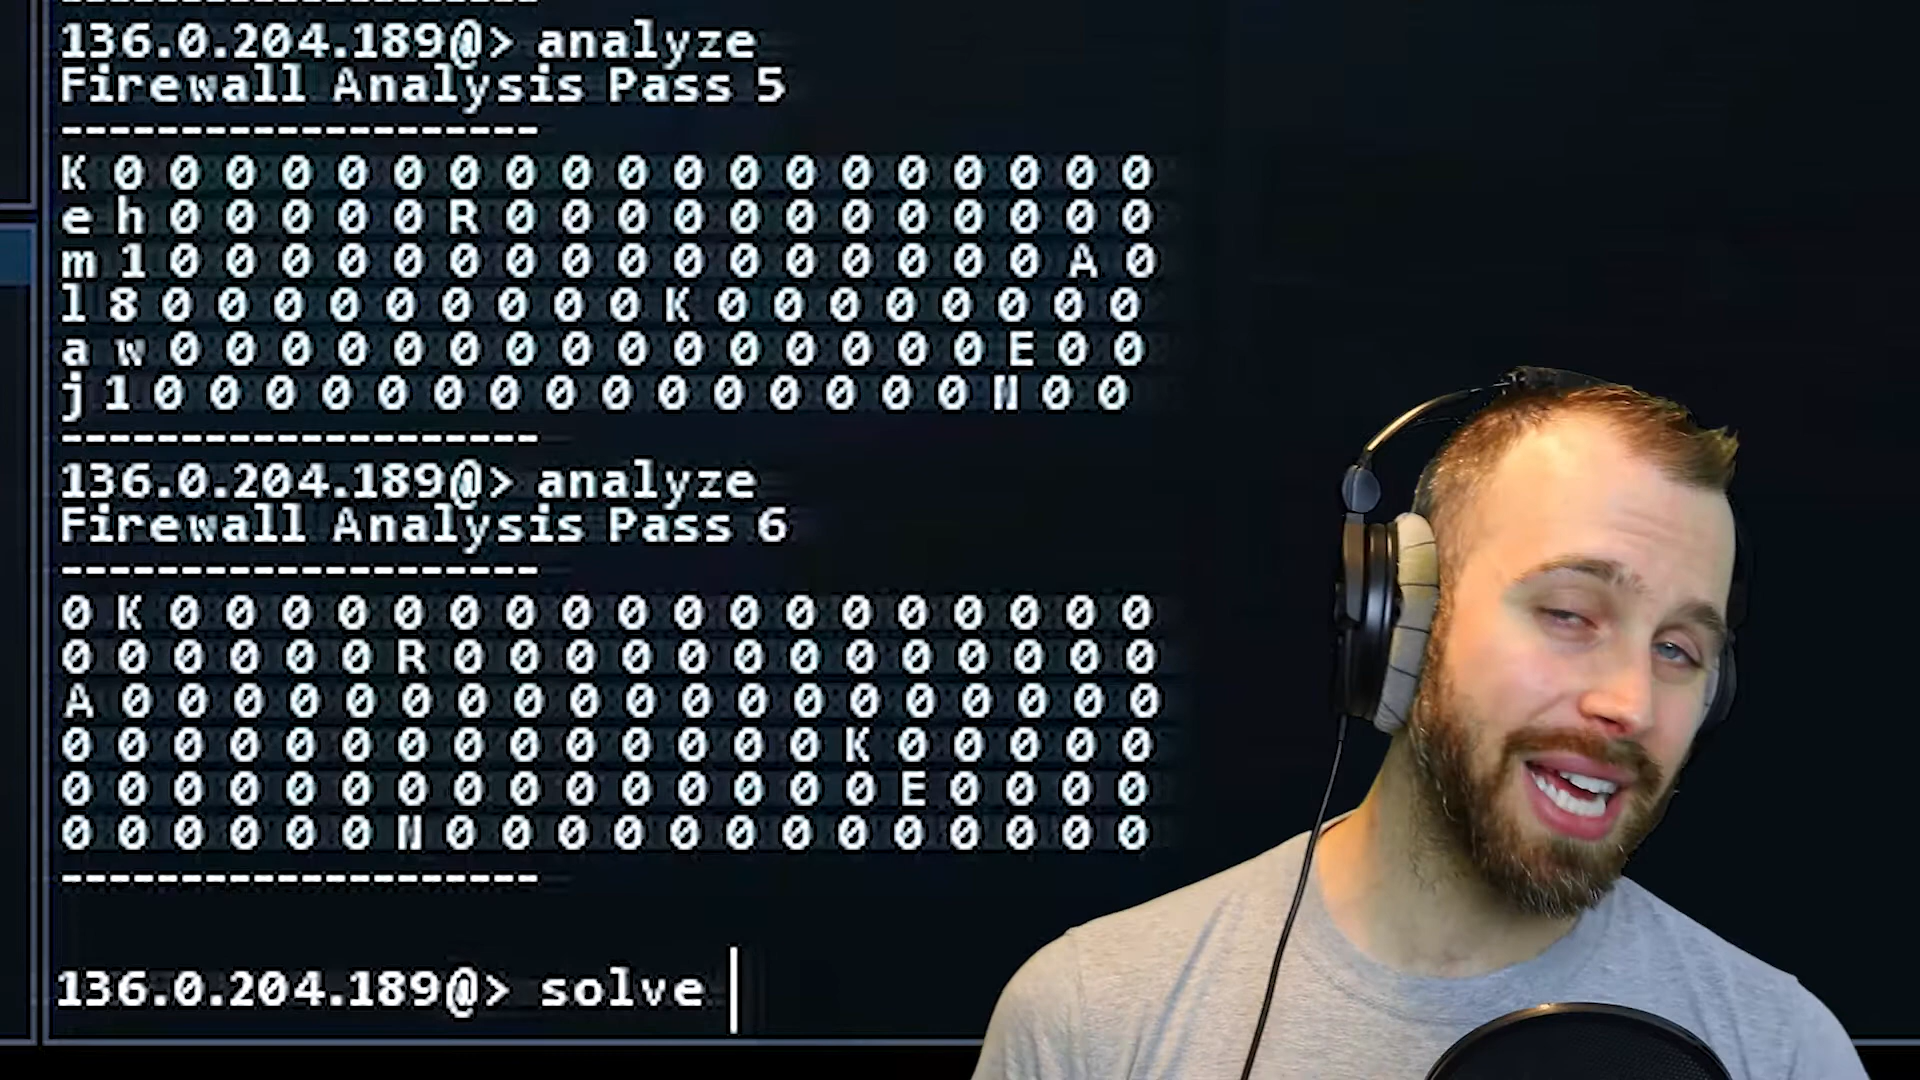 --------------------
136.0.204.189@> analyze
Firewall Analysis Pass 5
--------------------
K 0 0 0 0 0 0 0 0 0 0 0 0 0 0 0 0 0 0 0
e h 0 0 0 0 0 R 0 0 0 0 0 0 0 0 0 0 0 0
m 1 0 0 0 0 0 0 0 0 0 0 0 0 0 0 0 0 A 0
l 8 0 0 0 0 0 0 0 0 0 K 0 0 0 0 0 0 0 0
a w 0 0 0 0 0 0 0 0 0 0 0 0 0 0 0 E 0 0
j 1 0 0 0 0 0 0 0 0 0 0 0 0 0 0 0 N 0 0
--------------------
136.0.204.189@> analyze
Firewall Analysis Pass 6
--------------------
0 K 0 0 0 0 0 0 0 0 0 0 0 0 0 0 0 0 0 0
0 0 0 0 0 0 R 0 0 0 0 0 0 0 0 0 0 0 0 0
A 0 0 0 0 0 0 0 0 0 0 0 0 0 0 0 0 0 0 0
0 0 0 0 0 0 0 0 0 0 0 0 0 0 K 0 0 0 0 0
0 0 0 0 0 0 0 0 0 0 0 0 0 0 0 E 0 0 0 0
0 0 0 0 0 0 N 0 0 0 0 0 0 0 0 0 0 0 0 0
--------------------
136.0.204.189@> solve